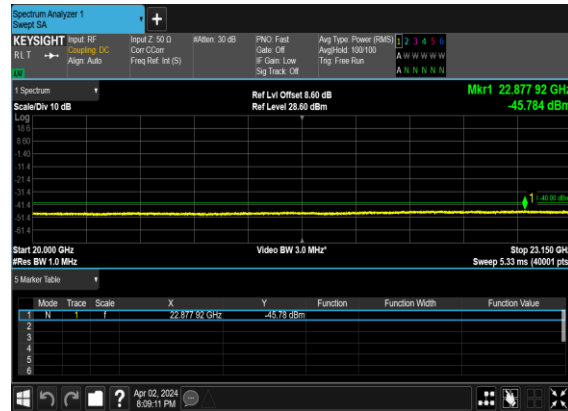 Spectrum Analyzer 1
Swept SA
+
KEYSIGHT Input: RF Input Z: 50 Ω #Atten: 30 dB PNO: Fast Avg Type: Power (RMS) 1 2 3 4 5 6
RLT Coupling: DC Corr CCorr Gate: Off Avg|Hold: 100/100 A W W W W W
Align: Auto Freq Ref: Int (S) IF Gain: Low Trig: Free Run
Sig Track: Off A N N N N N
1 Spectrum Ref Lvl Offset 8.60 dB Mkr1 22.877 92 GHz
Scale/Div 10 dB Ref Level 28.60 dBm -45.784 dBm
Log
18.6
8.60
-1.40
-11.4
-21.4
-31.4
1 -40.00 dBm
-41.4
-51.4
-61.4
Start 20.000 GHz Video BW 3.0 MHz* Stop 23.150 GHz
#Res BW 1.0 MHz Sweep 5.33 ms (40001 pts)
5 Marker Table
Mode Trace Scale X Y Function Function Width Function Value
1 N 1 f 22.877 92 GHz -45.78 dBm
2
3
4
5
6
? Apr 02, 2024
8:09:11 PM